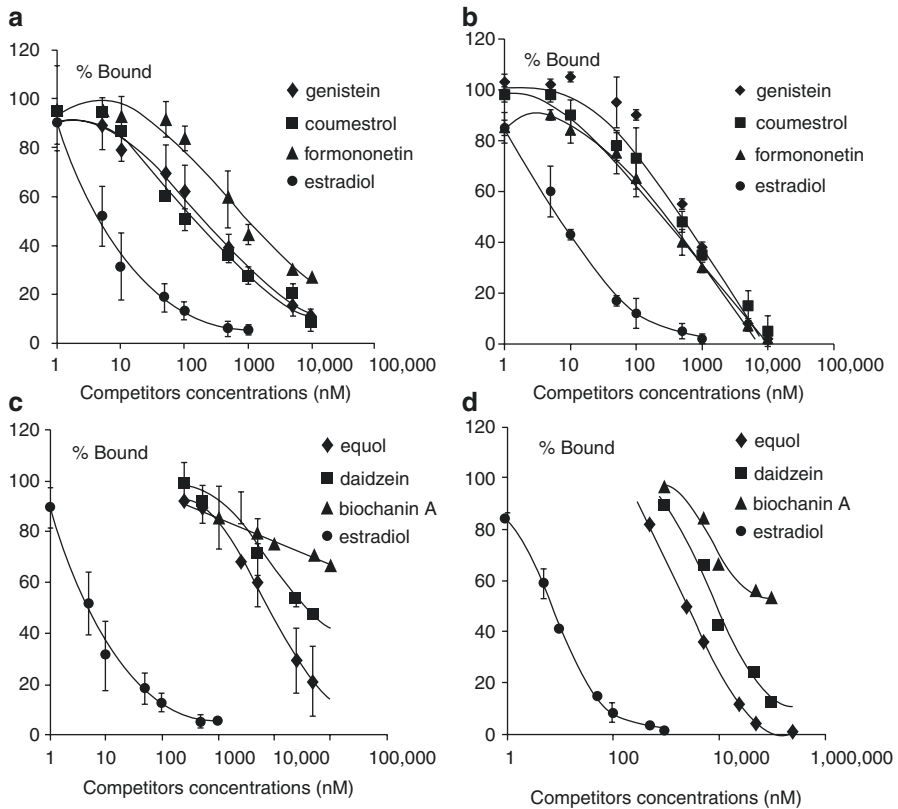 a
120
100
80
60
40
20
0
% Bound
genistein
coumestrol
formononetin
estradiol
1 10 100 1000 10,000 100,000
Competitors concentrations (nM)
b
120
100
80
60
40
20
0
% Bound
genistein
coumestrol
formononetin
estradiol
1 10 100 1000 10,000 100,000
Competitors concentrations (nM)
c
120
100
80
60
40
20
0
% Bound
equol
daidzein
biochanin A
estradiol
1 10 100 1000 10,000 100,000
Competitors concentrations (nM)
d
120
100
80
60
40
20
0
% Bound
equol
daidzein
biochanin A
estradiol
1 100 10,000 1,000,000
Competitors concentrations (nM)